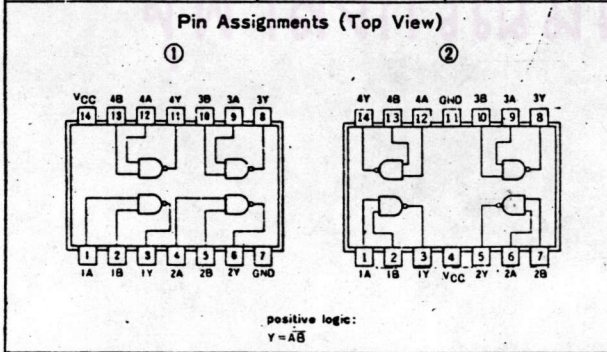 Pin Assignments (Top View)
① ②
VCC 4B 4A 4Y 3B 3A 3Y
14 13 12 11 10 9 8
1 2 3 4 5 6 7
1A 1B 1Y 2A 2B 2Y GND
4Y 4B 4A GND 3B 3A 3Y
14 13 12 11 10 9 8
1 2 3 4 5 6 7
1A 1B 1Y VCC 2Y 2A 2B
positive logic:
Y = A̅B̅